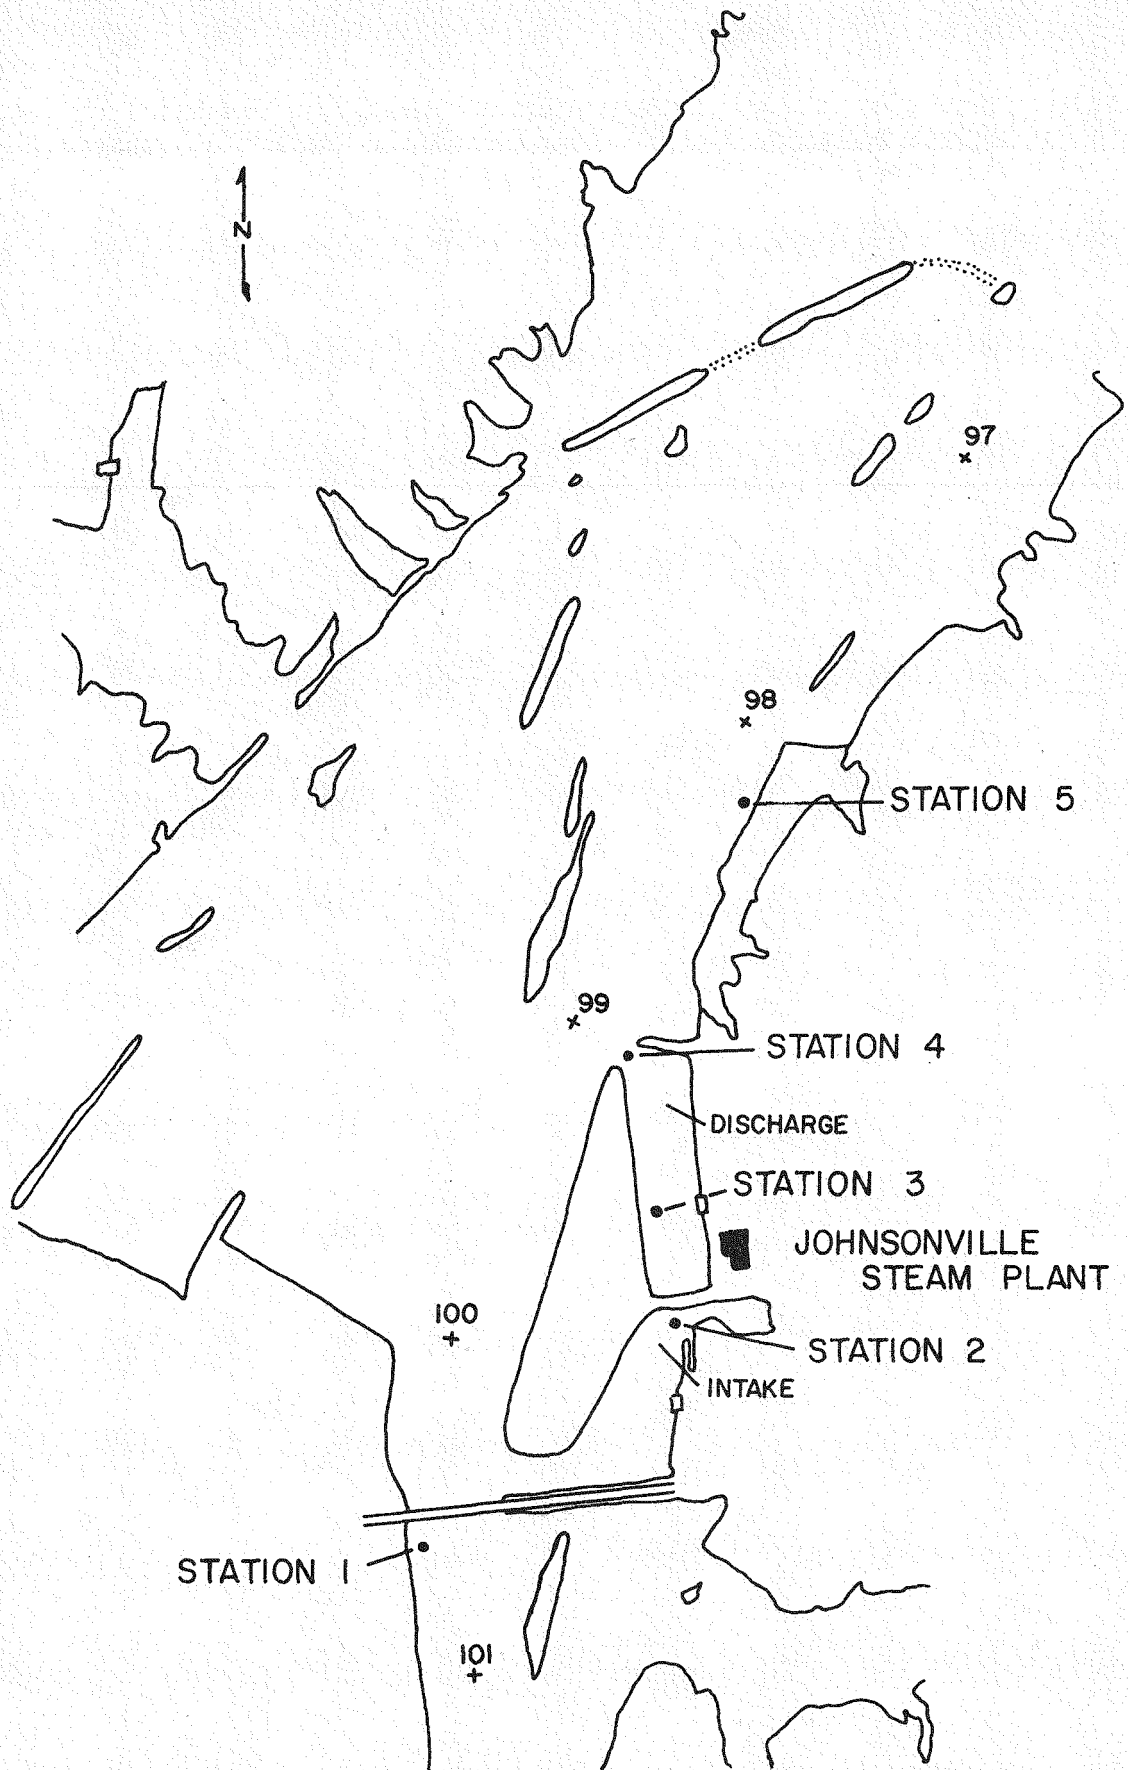 N
97
98
STATION 5
99
STATION 4
DISCHARGE
STATION 3
JOHNSONVILLE
STEAM PLANT
100
STATION 2
INTAKE
STATION 1
101